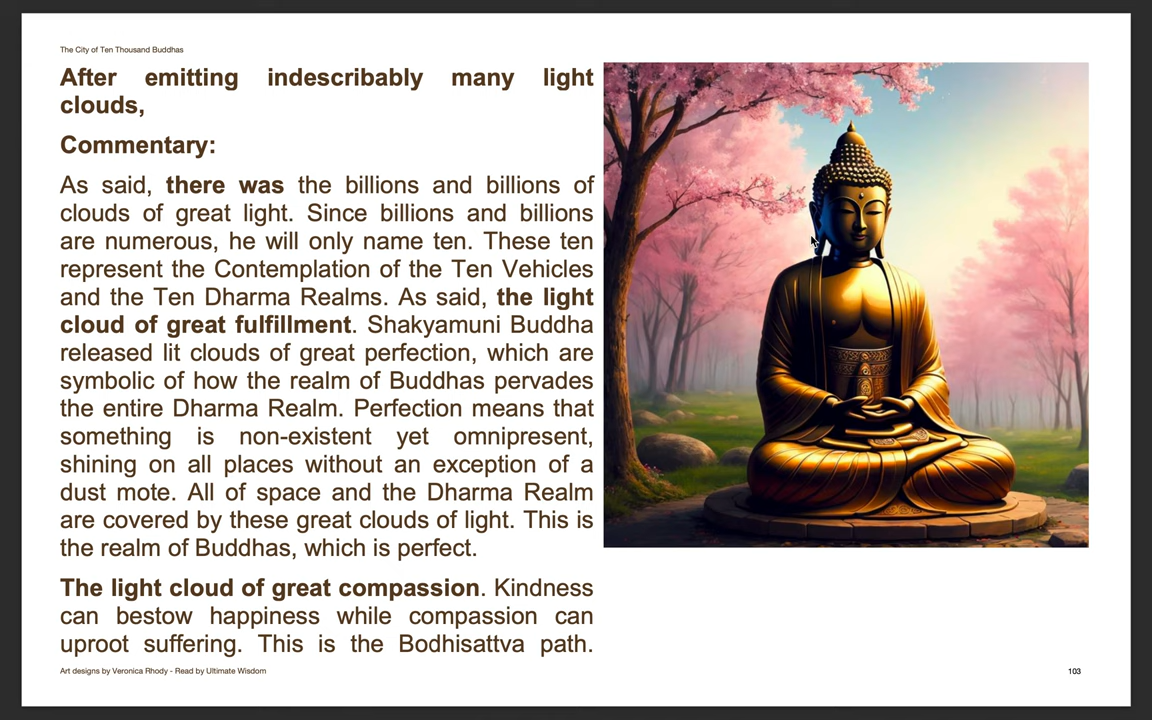 The City of Ten Thousand Buddhas
After emitting indescribably many light
clouds,
Commentary:
As said, there was the billions and billions of
clouds of great light. Since billions and billions
are numerous, he will only name ten. These ten
represent the Contemplation of the Ten Vehicles
and the Ten Dharma Realms. As said, the light
cloud of great fulfillment. Shakyamuni Buddha
released lit clouds of great perfection, which are
symbolic of how the realm of Buddhas pervades
the entire Dharma Realm. Perfection means that
something is non-existent yet omnipresent,
shining on all places without an exception of a
dust mote. All of space and the Dharma Realm
are covered by these great clouds of light. This is
the realm of Buddhas, which is perfect.
The light cloud of great compassion. Kindness
can bestow happiness while compassion can
uproot suffering. This is the Bodhisattva path.
Art designs by Veronica Rhody - Read by Ultimate Wisdom
103